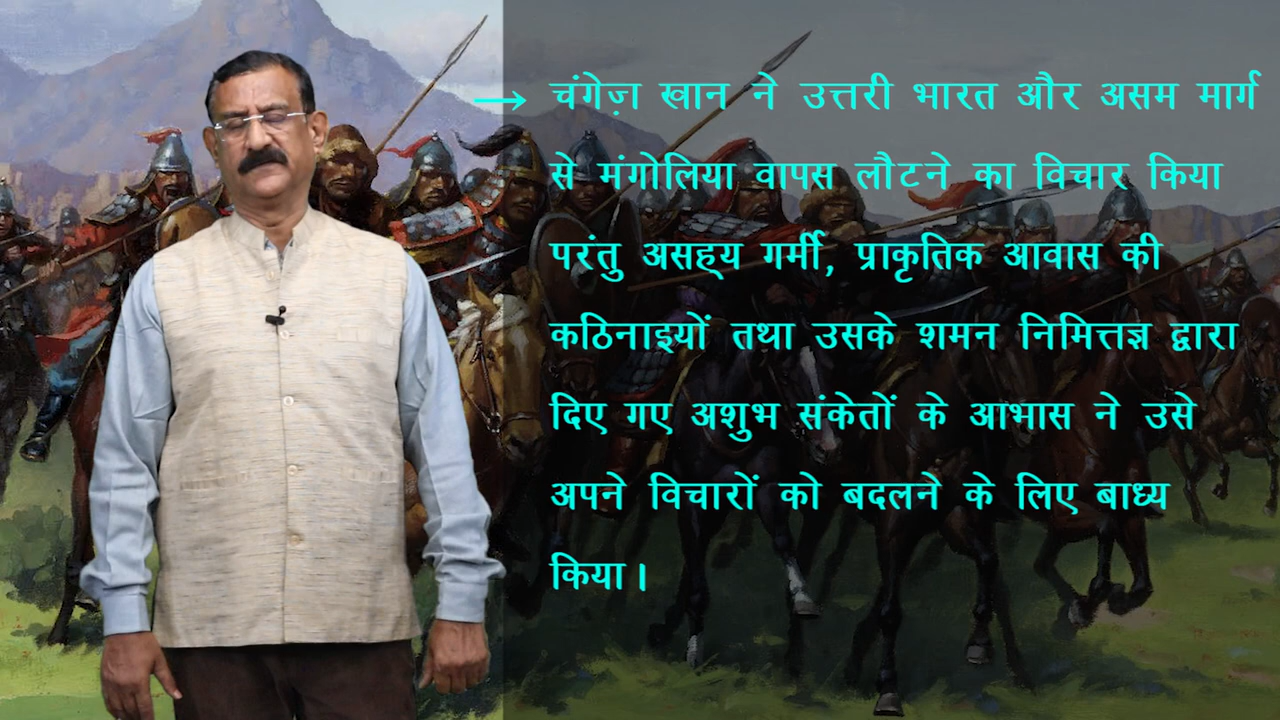 → चंगेज़ खान ने उत्तरी भारत और असम मार्ग
से मंगोलिया वापस लौटने का विचार किया
परंतु असह्य गर्मी, प्राकृतिक आवास की
कठिनाइयों तथा उसके शमन निमित्तज्ञ द्वारा
दिए गए अशुभ संकेतों के आभास ने उसे
अपने विचारों को बदलने के लिए बाध्य
किया।